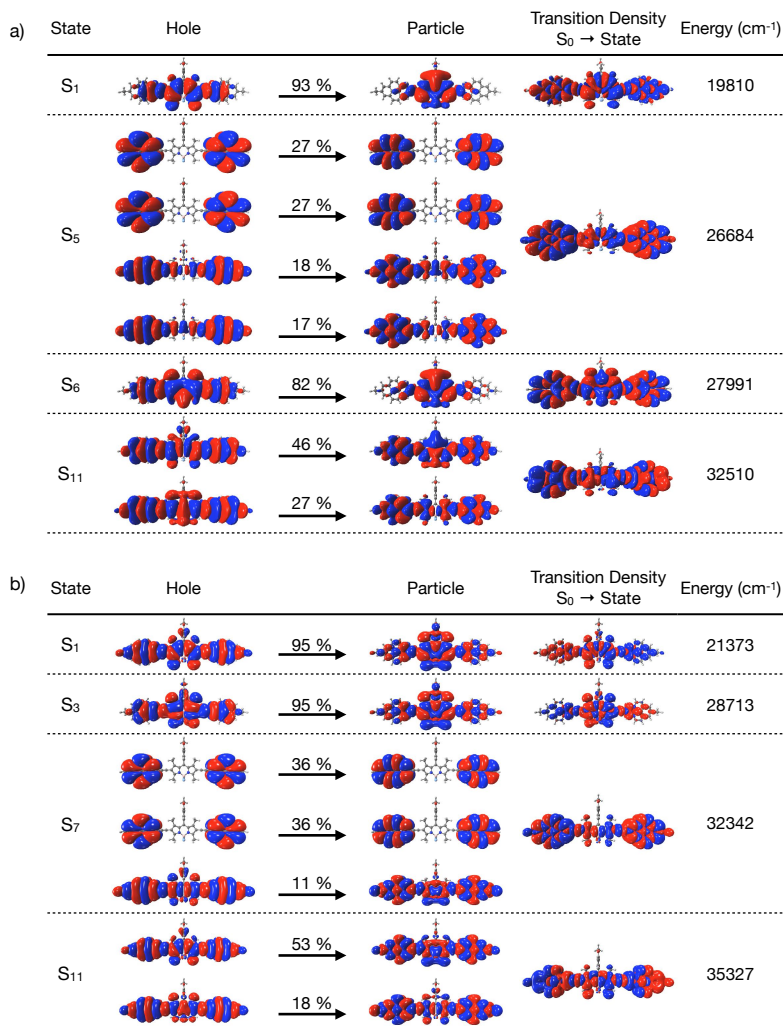 a) State Hole Particle Transition Density S₀ → State Energy (cm⁻¹)
S₁ 93 % 19810
27 %
27 %
S₅ 26684
18 %
17 %
S₆ 82 % 27991
46 %
S₁₁ 32510
27 %
b) State Hole Particle Transition Density S₀ → State Energy (cm⁻¹)
S₁ 95 % 21373
S₃ 95 % 28713
36 %
S₇ 36 % 32342
11 %
53 %
S₁₁ 35327
18 %